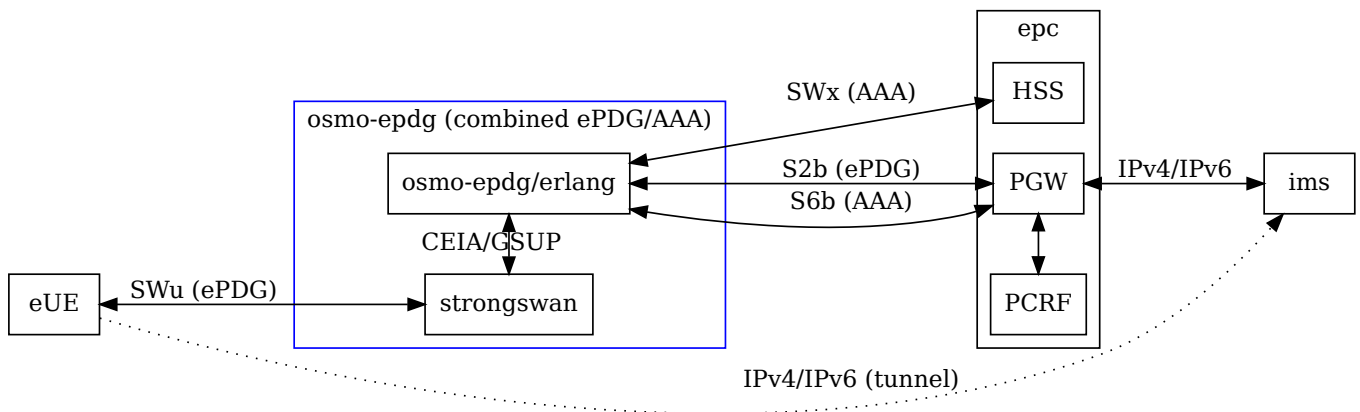 epc
SWx (AAA)
HSS
osmo-epdg (combined ePDG/AAA)
osmo-epdg/erlang
S2b (ePDG)
PGW
IPv4/IPv6
ims
S6b (AAA)
CEIA/GSUP
eUE
SWu (ePDG)
strongswan
PCRF
IPv4/IPv6 (tunnel)